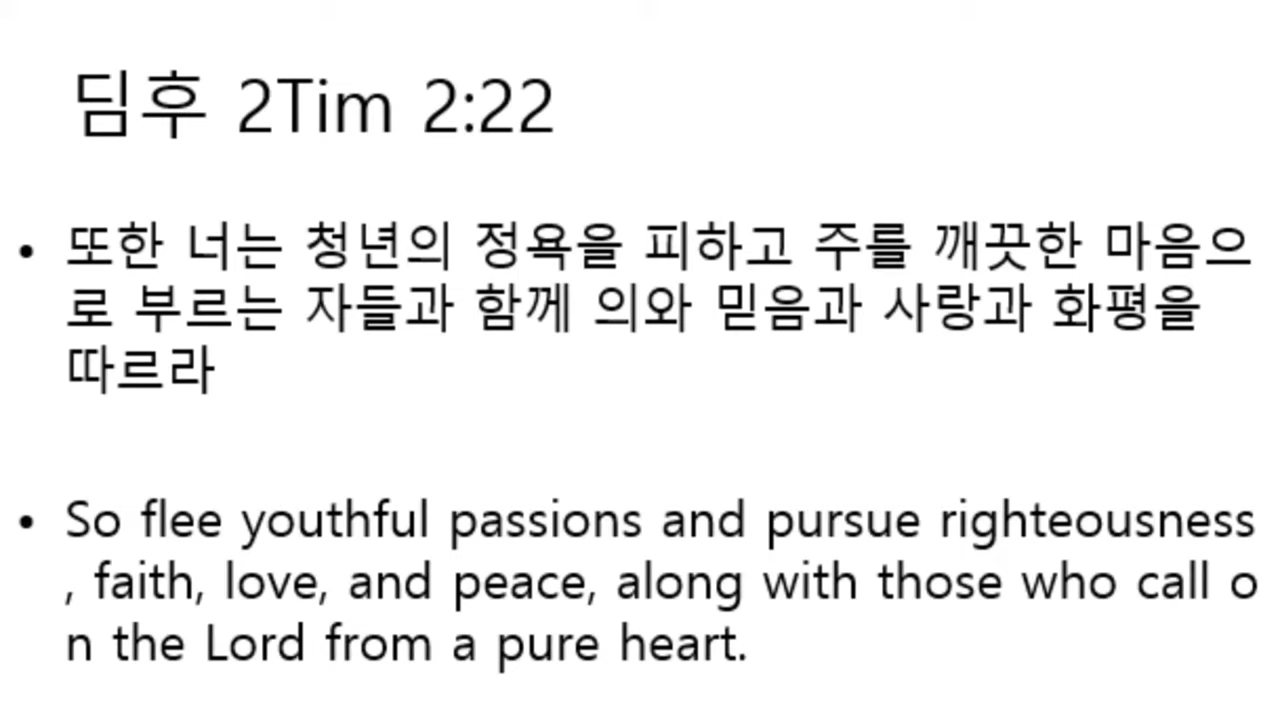 딤후 2Tim 2:22
• 또한 너는 청년의 정욕을 피하고 주를 깨끗한 마음으
로 부르는 자들과 함께 의와 믿음과 사랑과 화평을
따르라
• So flee youthful passions and pursue righteousness
, faith, love, and peace, along with those who call o
n the Lord from a pure heart.